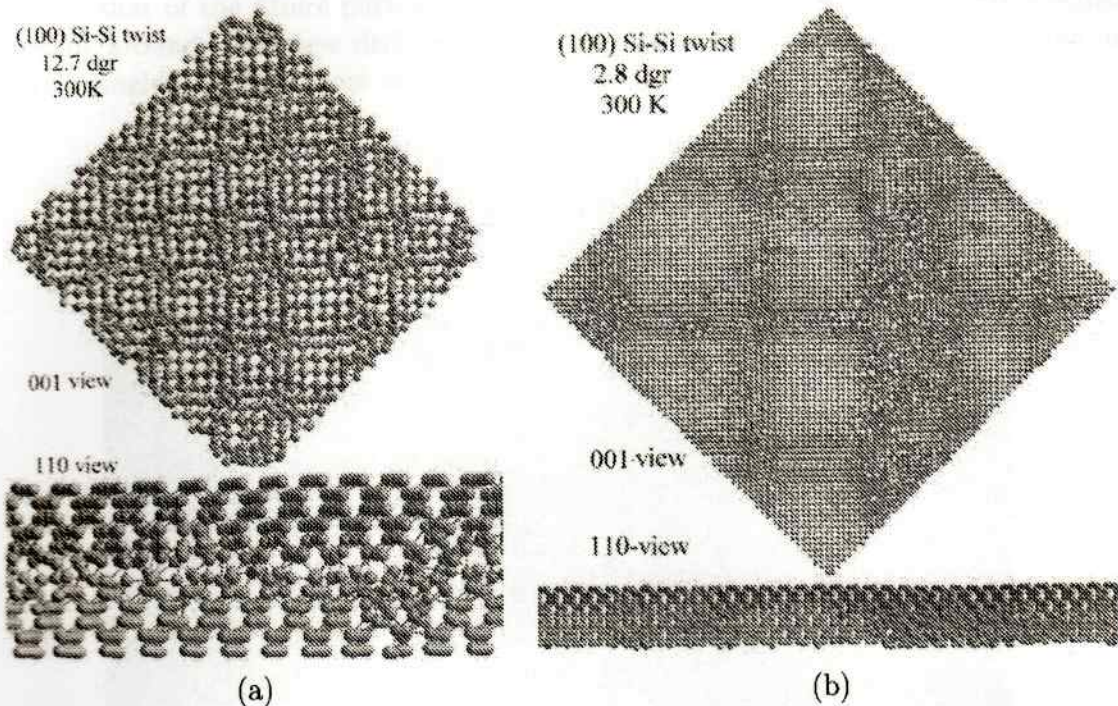 (100) Si-Si twist
12.7 dgr
300K
001 view
110 view
(a)
(100) Si-Si twist
2.8 dgr
300 K
001-view
110-view
(b)